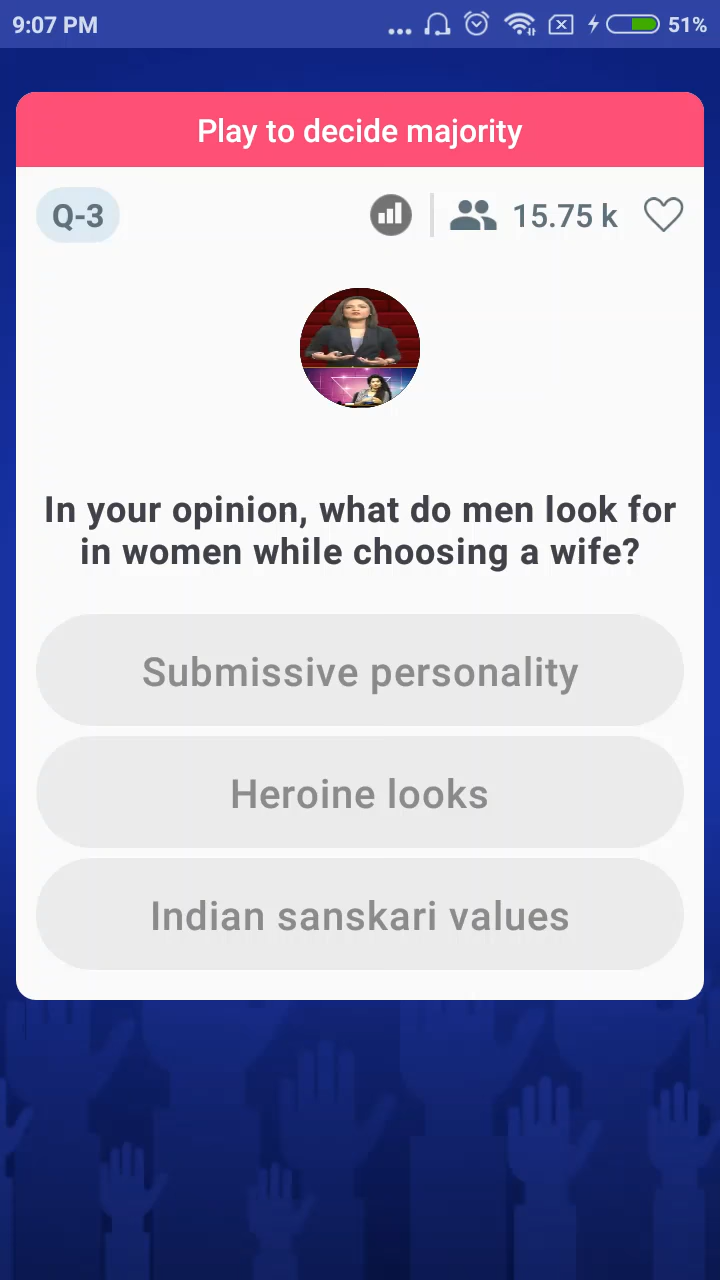 9:07 PM
51%
Play to decide majority
Q-3
15.75 k
In your opinion, what do men look for
in women while choosing a wife?
Submissive personality
Heroine looks
Indian sanskari values